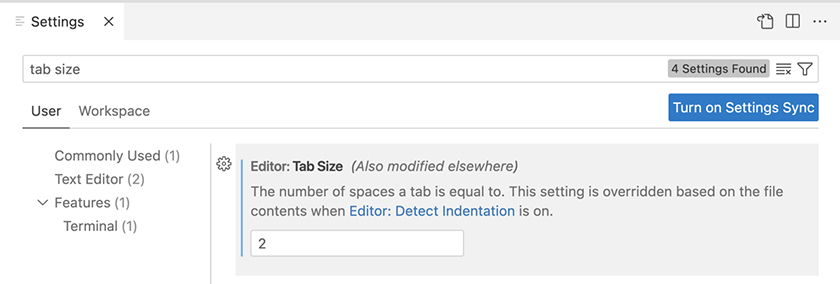 Settings
tab size
4 Settings Found
User
Workspace
Turn on Settings Sync
Commonly Used (1)
Text Editor (2)
Features (1)
Terminal (1)
Editor: Tab Size (Also modified elsewhere)
The number of spaces a tab is equal to. This setting is overridden based on the file
contents when Editor: Detect Indentation is on.
2